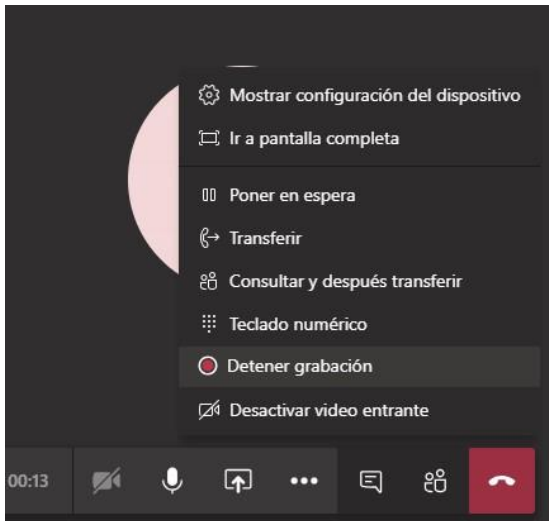 Mostrar configuración del dispositivo
Ir a pantalla completa
Poner en espera
Transferir
Consultar y después transferir
Teclado numérico
Detener grabación
Desactivar video entrante
00:13